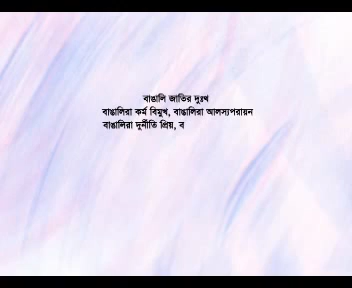 বাঙালি জাতির দুঃখ
বাঙালিরা কর্ম বিমুখ, বাঙালিরা আলস্যপরায়ন
বাঙালিরা দুর্নীতি প্রিয়, ব